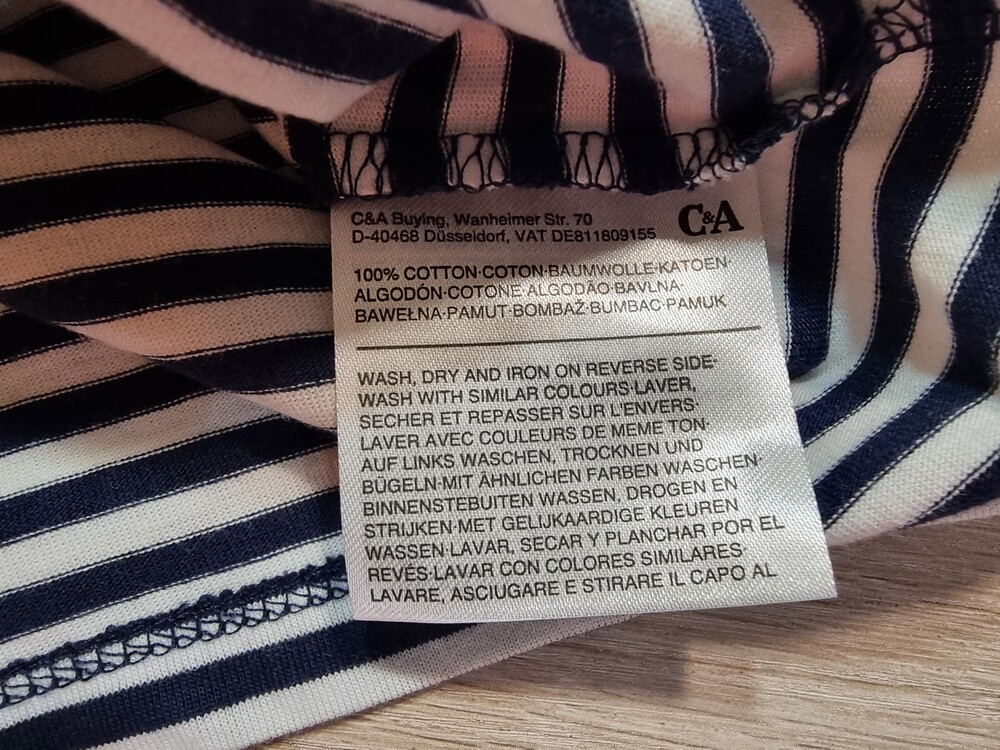 C&A Buying, Wanheimer Str. 70
D-40468 Düsseldorf, VAT DE811809155
C&A
100% COTTON·COTON·BAUMWOLLE·KATOEN·
ALGODÓN·COTONE·ALGODÃO·BAVLNA·
BAWEŁNA·PAMUT·BOMBAŽ·BUMBAC·PAMUK
WASH, DRY AND IRON ON REVERSE SIDE·
WASH WITH SIMILAR COLOURS·LAVER,
SECHER ET REPASSER SUR L'ENVERS·
LAVER AVEC COULEURS DE MEME TON·
AUF LINKS WASCHEN, TROCKNEN UND
BÜGELN·MIT ÄHNLICHEN FARBEN WASCHEN·
BINNENSTEBUITEN WASSEN, DROGEN EN
STRIJKEN·MET GELIJKAARDIGE KLEUREN
WASSEN·LAVAR, SECAR Y PLANCHAR POR EL
REVÉS·LAVAR CON COLORES SIMILARES·
LAVARE, ASCIUGARE E STIRARE IL CAPO AL